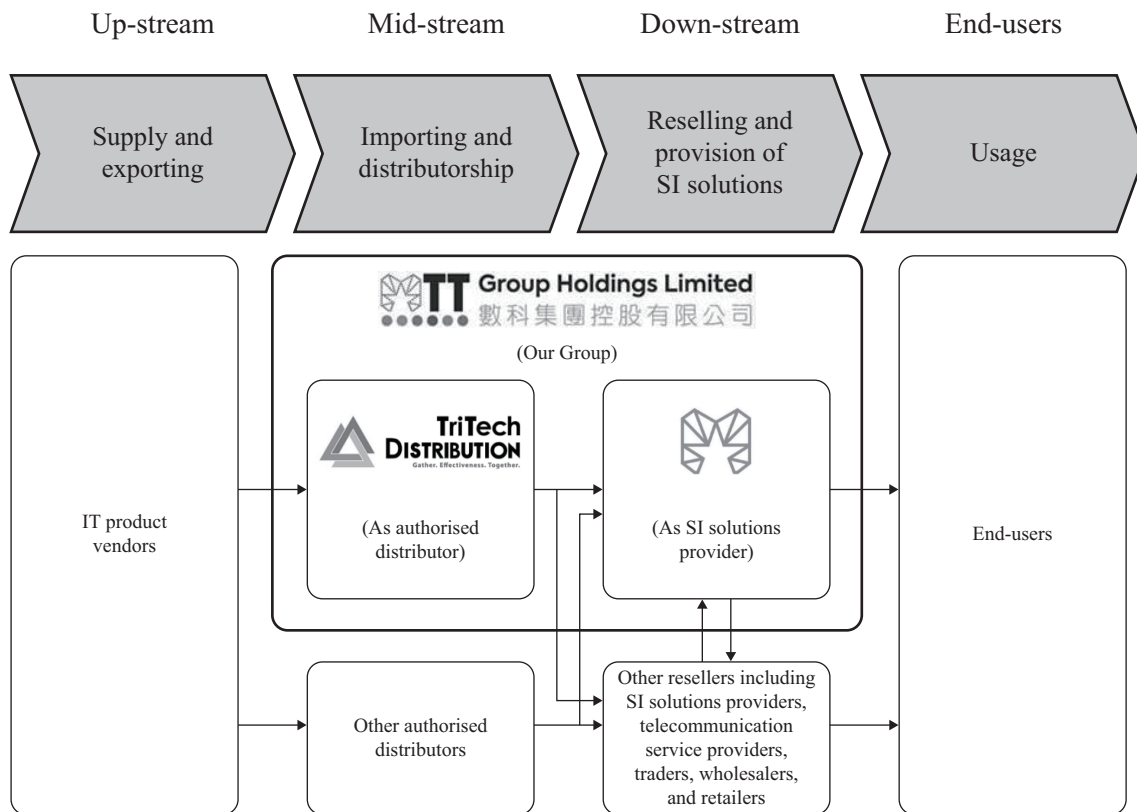 Up-stream
Mid-stream
Down-stream
End-users
Supply and
exporting
Importing and
distributorship
Reselling and
provision of
SI solutions
Usage
TT Group Holdings Limited
數科集團控股有限公司
(Our Group)
TriTech
DISTRIBUTION
Gather. Effectiveness. Together.
IT product
vendors
(As authorised
distributor)
(As SI solutions
provider)
End-users
Other authorised
distributors
Other resellers including
SI solutions providers,
telecommunication
service providers,
traders, wholesalers,
and retailers